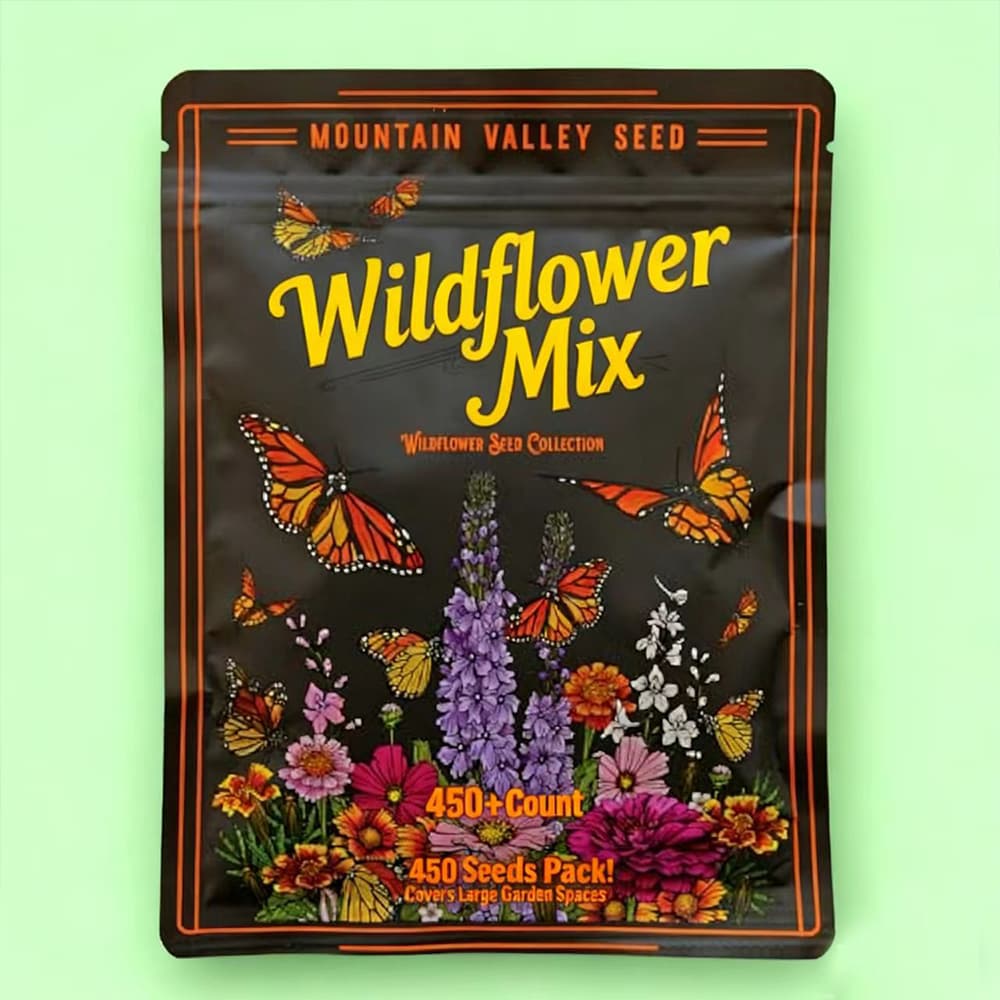 MOUNTAIN VALLEY SEED
Wildflower
Mix
WILDFLOWER SEED COLLECTION
450+Count
450 Seeds Pack!
Covers Large Garden Spaces